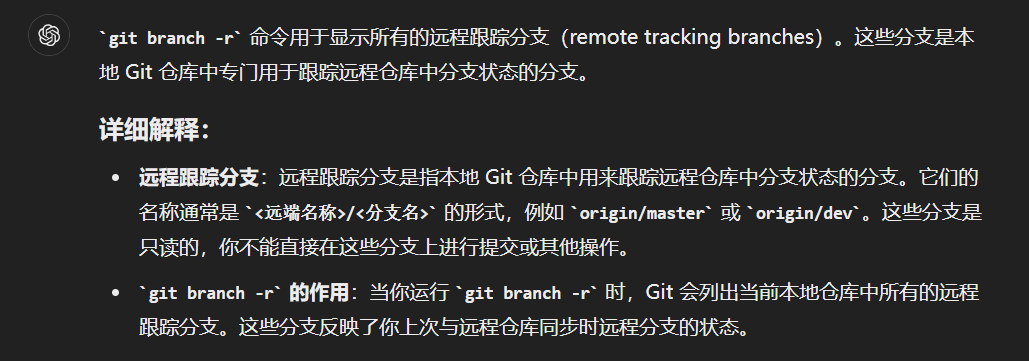 `git branch -r` 命令用于显示所有的远程跟踪分支（remote tracking branches）。这些分支是本
地 Git 仓库中专门用于跟踪远程仓库中分支状态的分支。
详细解释：
• 远程跟踪分支：远程跟踪分支是指本地 Git 仓库中用来跟踪远程仓库中分支状态的分支。它们的
名称通常是 `<远端名称>/<分支名>` 的形式，例如 `origin/master` 或 `origin/dev`。这些分支是
只读的，你不能直接在这些分支上进行提交或其他操作。
• `git branch -r` 的作用：当你运行 `git branch -r` 时，Git 会列出当前本地仓库中所有的远程
跟踪分支。这些分支反映了你上次与远程仓库同步时远程分支的状态。